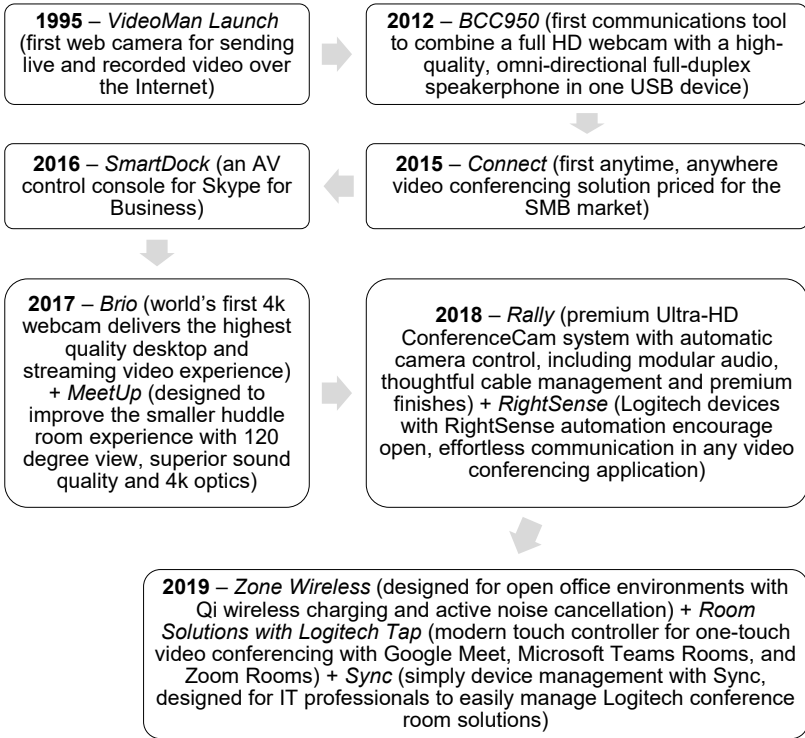 1995 – VideoMan Launch
(first web camera for sending
live and recorded video over
the Internet)
2012 – BCC950 (first communications tool
to combine a full HD webcam with a high-
quality, omni-directional full-duplex
speakerphone in one USB device)
2015 – Connect (first anytime, anywhere
video conferencing solution priced for the
SMB market)
2016 – SmartDock (an AV
control console for Skype for
Business)
2017 – Brio (world's first 4k
webcam delivers the highest
quality desktop and
streaming video experience)
+ MeetUp (designed to
improve the smaller huddle
room experience with 120
degree view, superior sound
quality and 4k optics)
2018 – Rally (premium Ultra-HD
ConferenceCam system with automatic
camera control, including modular audio,
thoughtful cable management and premium
finishes) + RightSense (Logitech devices
with RightSense automation encourage
open, effortless communication in any video
conferencing application)
2019 – Zone Wireless (designed for open office environments with
Qi wireless charging and active noise cancellation) + Room
Solutions with Logitech Tap (modern touch controller for one-touch
video conferencing with Google Meet, Microsoft Teams Rooms, and
Zoom Rooms) + Sync (simply device management with Sync,
designed for IT professionals to easily manage Logitech conference
room solutions)